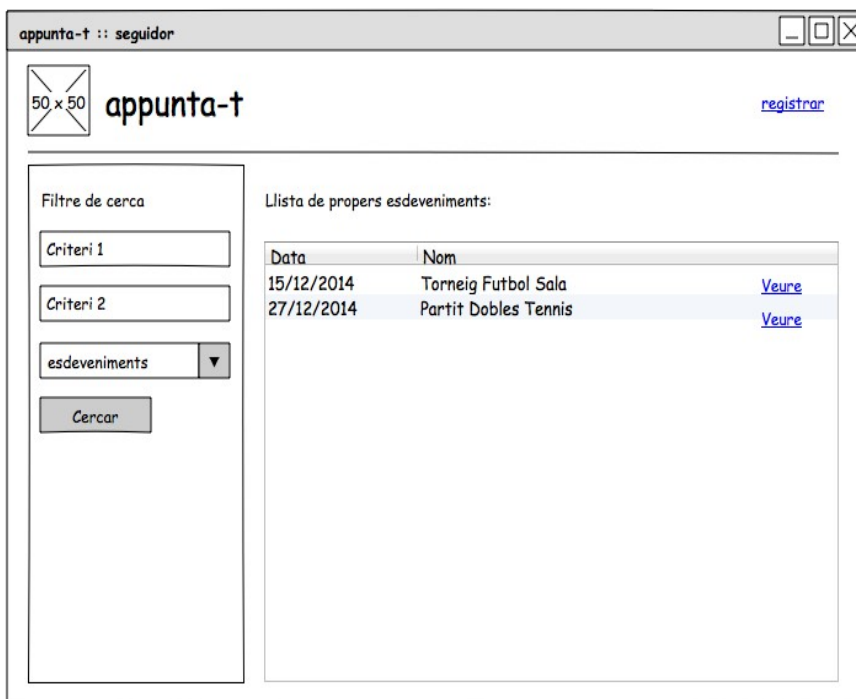 appunta-t :: seguidor
50 x 50
appunta-t
registrar
Filtre de cerca
Criteri 1
Criteri 2
esdeveniments
Cercar
Llista de propers esdeveniments:
Data Nom
15/12/2014 Torneig Futbol Sala Veure
27/12/2014 Partit Dobles Tennis Veure